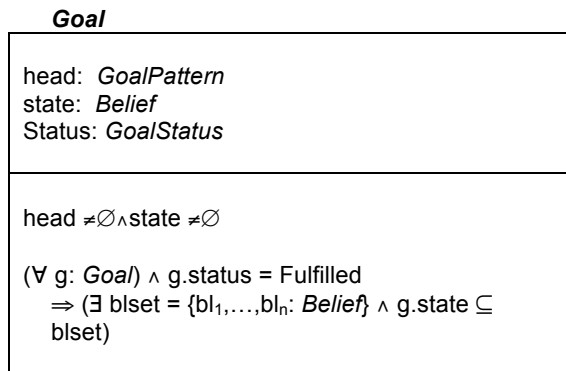 Goal
head: GoalPattern
state: Belief
Status: GoalStatus
head ≠∅∧state ≠∅
(∀ g: Goal) ∧ g.status = Fulfilled
⇒ (∃ blset = {bl₁,…,blₙ: Belief} ∧ g.state ⊆
blset)